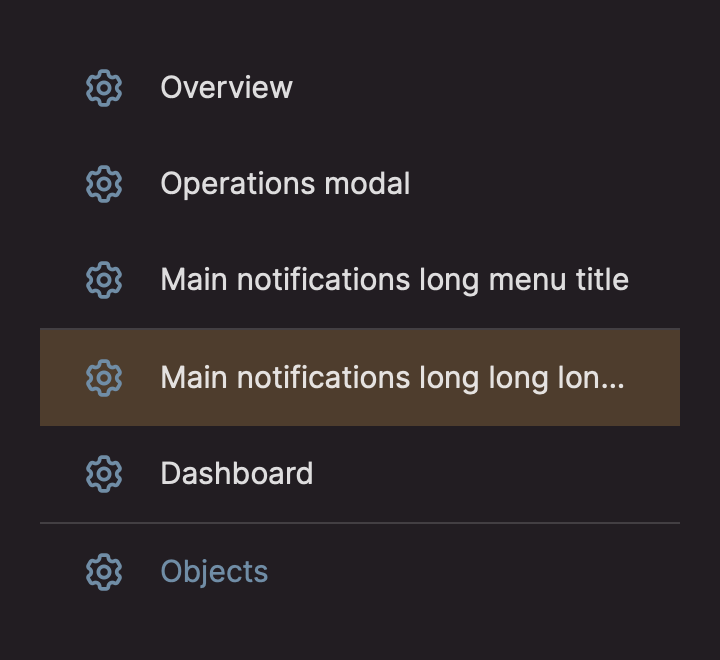 Overview
Operations modal
Main notifications long menu title
Main notifications long long lon...
Dashboard
Objects